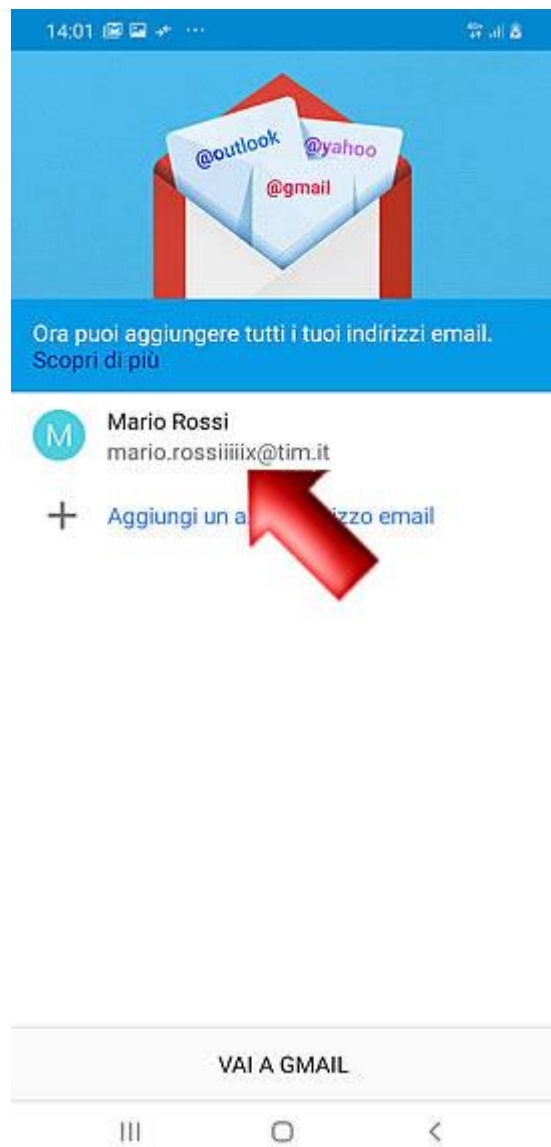 14:01
@outlook
@yahoo
@gmail
Ora puoi aggiungere tutti i tuoi indirizzi email.
Scopri di più
M
Mario Rossi
mario.rossiiiiix@tim.it
Aggiungi un a izzo email
VAI A GMAIL